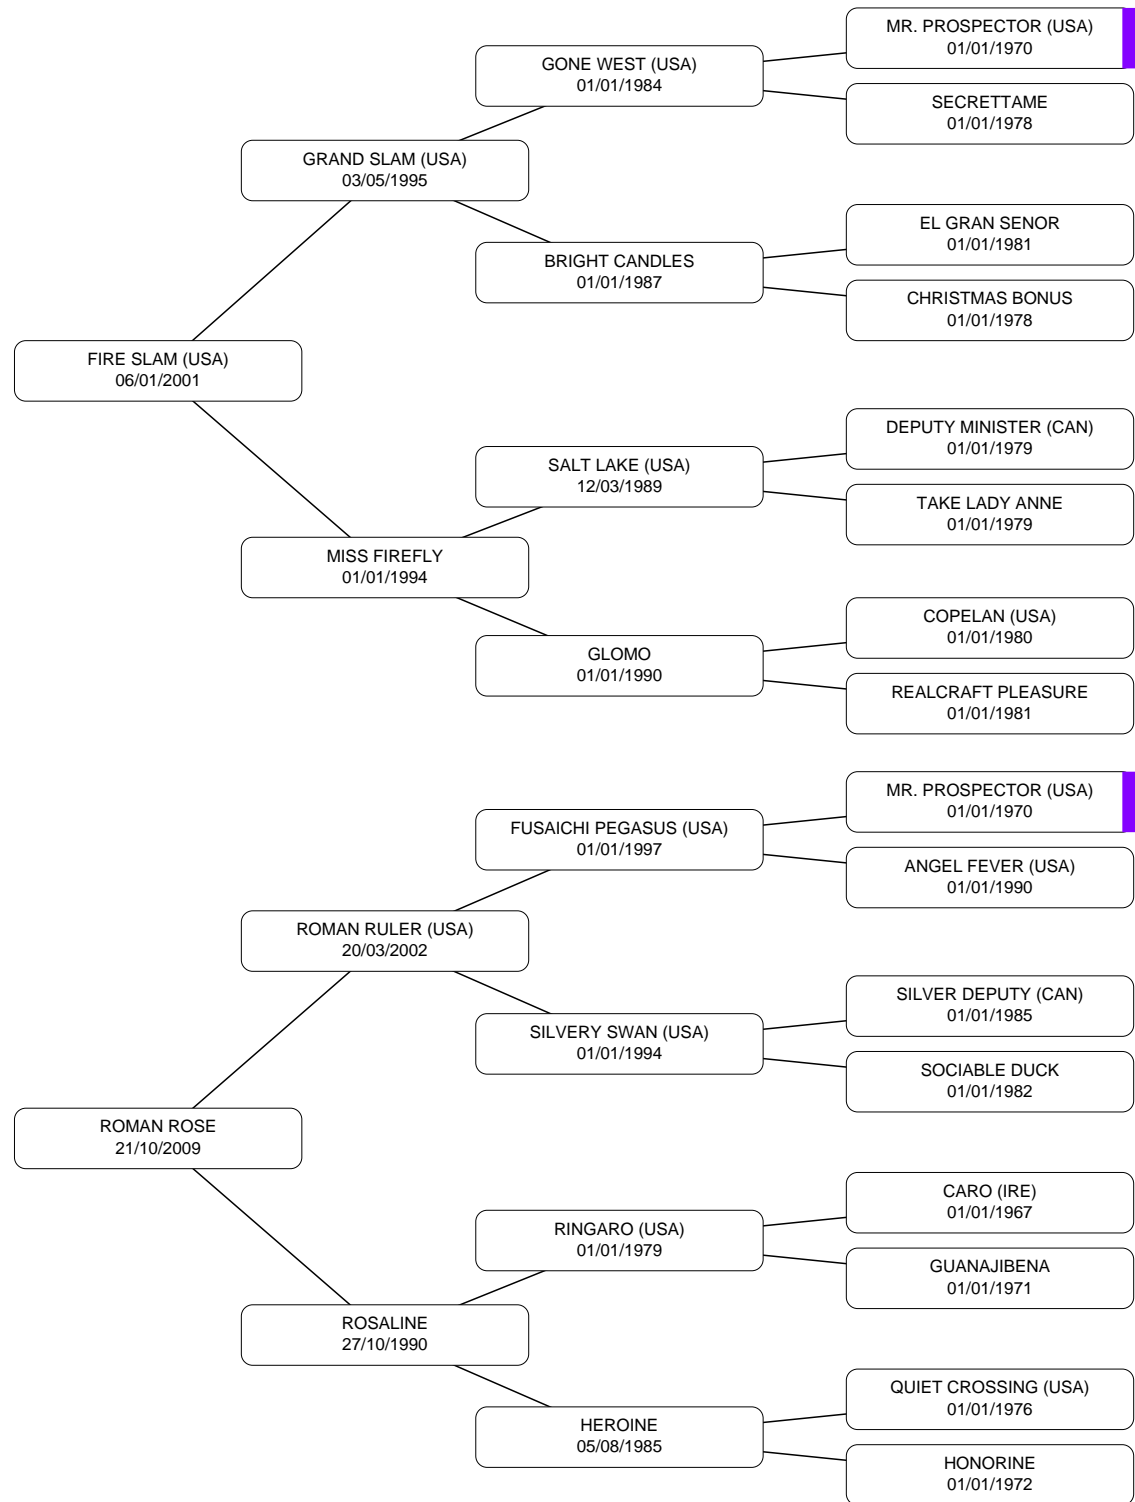 MR. PROSPECTOR (USA)
01/01/1970
GONE WEST (USA)
01/01/1984
SECRETTAME
01/01/1978
GRAND SLAM (USA)
03/05/1995
EL GRAN SENOR
01/01/1981
BRIGHT CANDLES
01/01/1987
CHRISTMAS BONUS
01/01/1978
FIRE SLAM (USA)
06/01/2001
DEPUTY MINISTER (CAN)
01/01/1979
SALT LAKE (USA)
12/03/1989
TAKE LADY ANNE
01/01/1979
MISS FIREFLY
01/01/1994
COPELAN (USA)
01/01/1980
GLOMO
01/01/1990
REALCRAFT PLEASURE
01/01/1981
MR. PROSPECTOR (USA)
01/01/1970
FUSAICHI PEGASUS (USA)
01/01/1997
ANGEL FEVER (USA)
01/01/1990
ROMAN RULER (USA)
20/03/2002
SILVER DEPUTY (CAN)
01/01/1985
SILVERY SWAN (USA)
01/01/1994
SOCIABLE DUCK
01/01/1982
ROMAN ROSE
21/10/2009
CARO (IRE)
01/01/1967
RINGARO (USA)
01/01/1979
GUANAJIBENA
01/01/1971
ROSALINE
27/10/1990
QUIET CROSSING (USA)
01/01/1976
HEROINE
05/08/1985
HONORINE
01/01/1972